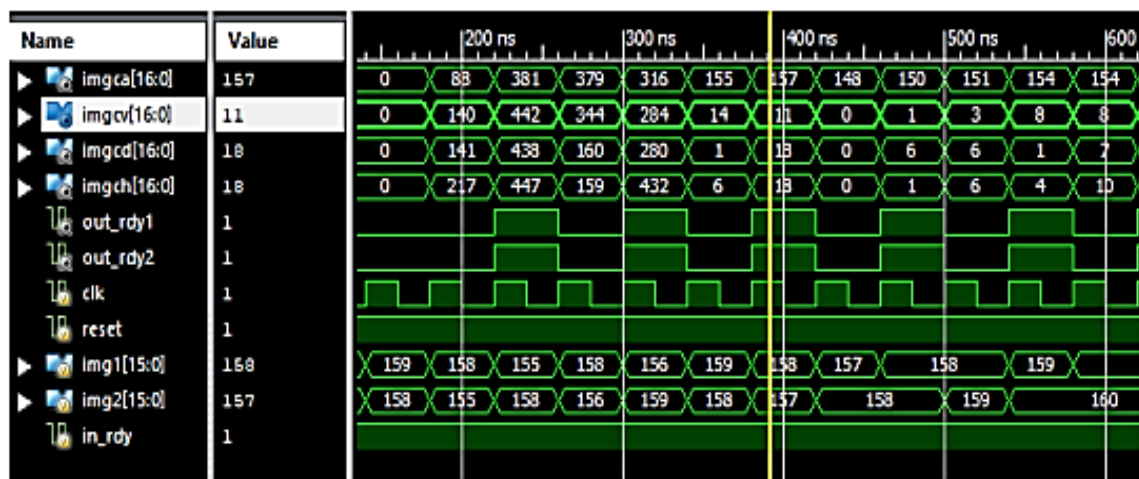 Name Value 200 ns 300 ns 400 ns 500 ns 600
imgca[16:0] 157 0 88 381 379 316 155 157 148 150 151 154 154
imgcv[16:0] 11 0 140 442 344 284 14 11 0 1 3 8 8
imgcd[16:0] 18 0 141 438 160 280 1 18 0 6 6 1 7
imgch[16:0] 18 0 217 447 159 432 6 18 0 1 6 4 10
out_rdy1 1
out_rdy2 1
clk 1
reset 1
img1[15:0] 158 159 158 155 158 156 159 158 157 158 159
img2[15:0] 157 158 155 158 156 159 158 157 158 159 160
in_rdy 1